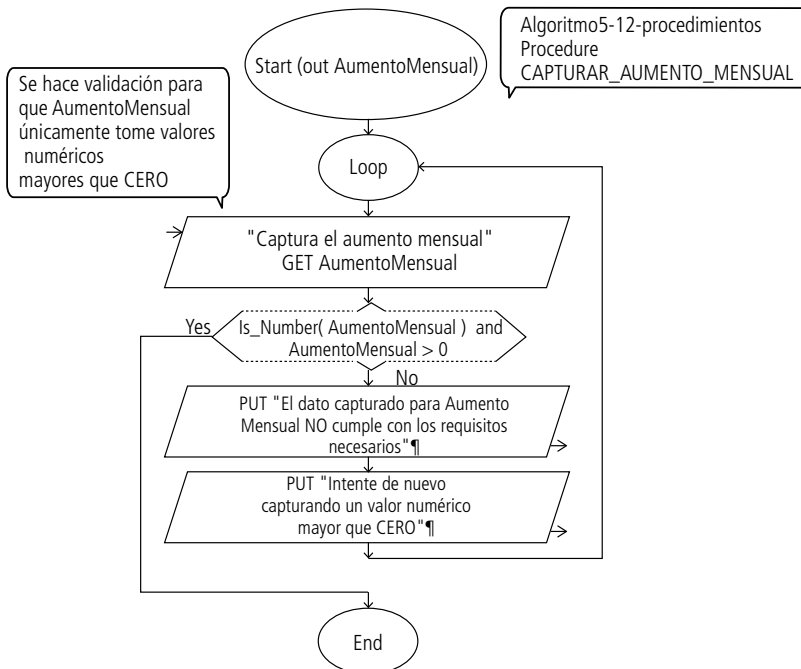 Start (out AumentoMensual)
Algoritmo5-12-procedimientos
Procedure
CAPTURAR_AUMENTO_MENSUAL
Se hace validación para
que AumentoMensual
únicamente tome valores
numéricos
mayores que CERO
Loop
"Captura el aumento mensual"
GET AumentoMensual
Yes
Is_Number( AumentoMensual ) and
AumentoMensual > 0
No
PUT "El dato capturado para Aumento
Mensual NO cumple con los requisitos
necesarios"¶
PUT "Intente de nuevo
capturando un valor numérico
mayor que CERO"¶
End